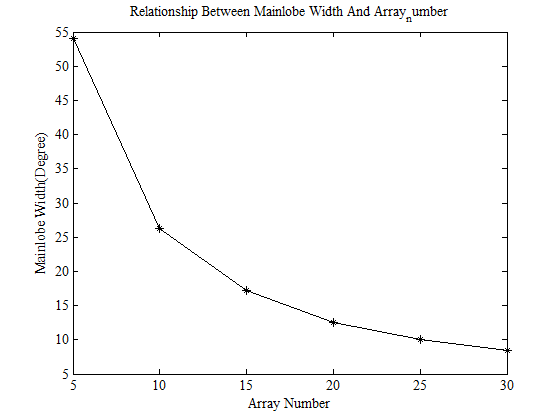 Relationship Between Mainlobe Width And Array_number
55
50
45
40
35
30
25
20
15
10
5
Mainlobe Width(Degree)
5 10 15 20 25 30
Array Number